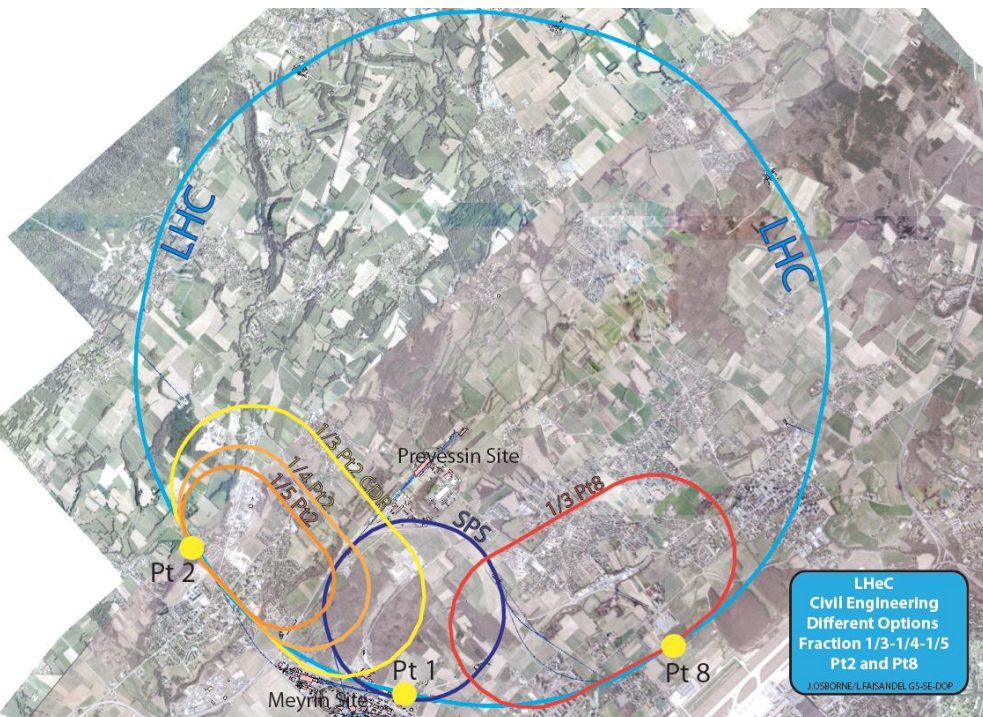 LHC
LHC
1/3 Pt2 CDR
1/4 Pt2
1/5 Pt2
Prevessin Site
SPS
1/3 Pt8
Pt 2
Pt 1
Pt 8
Meyrin Site
LHeC
Civil Engineering
Different Options
Fraction 1/3-1/4-1/5
Pt2 and Pt8
J.OSBORNE/L.FAISANDEL GS-SE-DOP